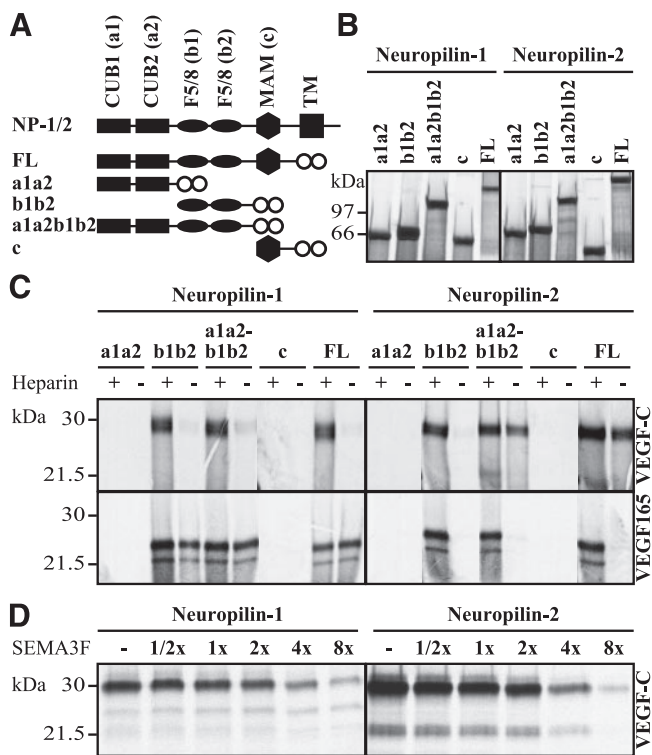 A
CUB1 (a1)
CUB2 (a2)
F5/8 (b1)
F5/8 (b2)
MAM (c)
TM
NP-1/2
FL
a1a2
b1b2
a1a2b1b2
c
B
Neuropilin-1 Neuropilin-2
a1a2 b1b2 a1a2b1b2 c FL a1a2 b1b2 a1a2b1b2 c FL
kDa
97
66
C
Neuropilin-1 Neuropilin-2
a1a2 b1b2 a1a2-b1b2 c FL a1a2 b1b2 a1a2-b1b2 c FL
Heparin + - + - + - + - + - + - + - + - + - + -
kDa
30
21.5
VEGF-C
30
21.5
VEGF165
D
Neuropilin-1 Neuropilin-2
SEMA3F - 1/2x 1x 2x 4x 8x - 1/2x 1x 2x 4x 8x
kDa 30
21.5
VEGF-C